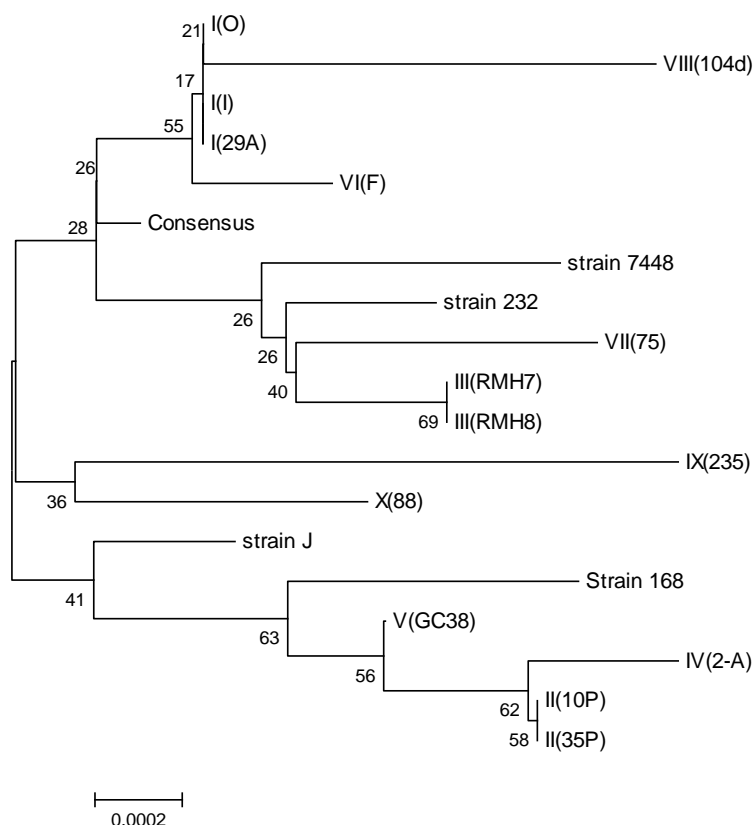 I(O)
21
VIII(104d)
17
I(I)
55
I(29A)
26
VI(F)
Consensus
28
strain 7448
strain 232
26
VII(75)
26
III(RMH7)
40
69
III(RMH8)
IX(235)
36
X(88)
strain J
Strain 168
41
V(GC38)
63
IV(2-A)
56
II(10P)
62
58
II(35P)
0.0002